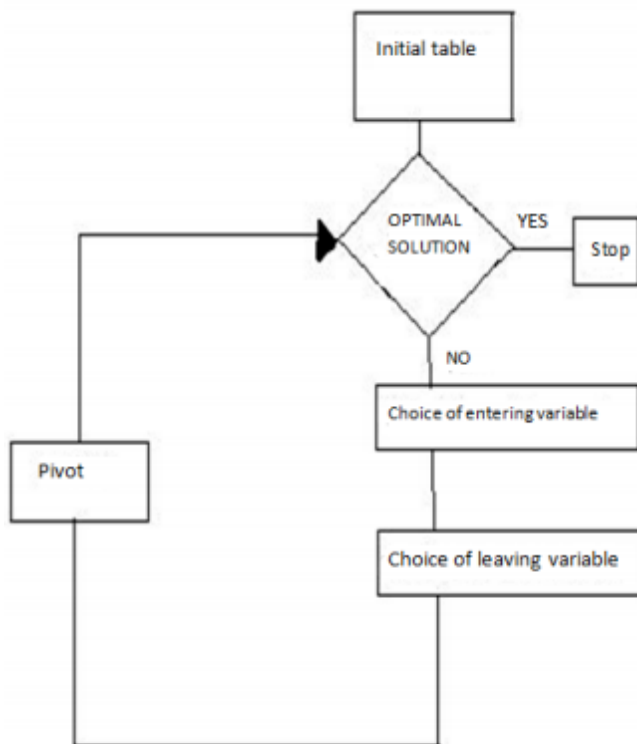 Initial table
OPTIMAL
SOLUTION
YES
Stop
NO
Choice of entering variable
Pivot
Choice of leaving variable